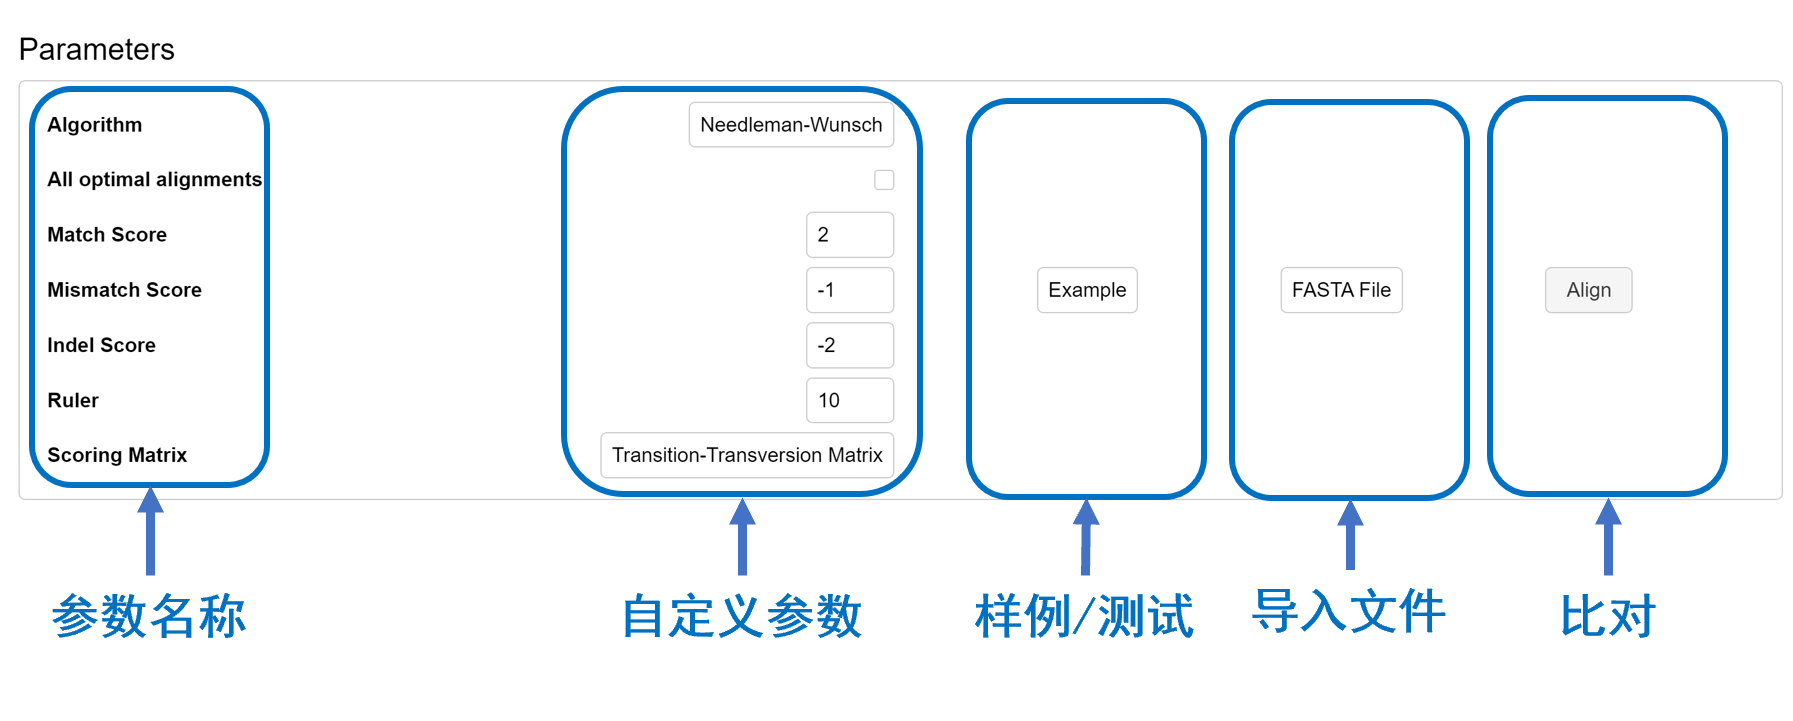 Parameters
Algorithm Needleman-Wunsch
All optimal alignments
Match Score 2
Mismatch Score -1 Example FASTA File Align
Indel Score -2
Ruler 10
Scoring Matrix Transition-Transversion Matrix
参数名称 自定义参数 样例/测试 导入文件 比对